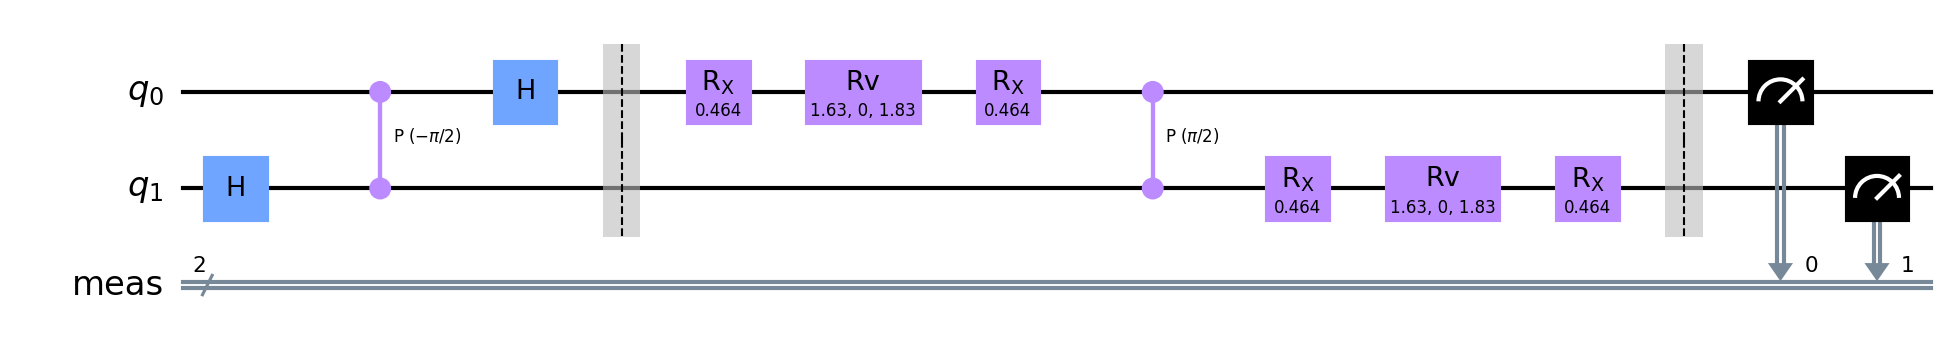 q0 H RX Rv RX
0.464 1.63, 0, 1.83 0.464
P (−π/2) P (π/2)
q1 H RX Rv RX
0.464 1.63, 0, 1.83 0.464
2 0 1
meas